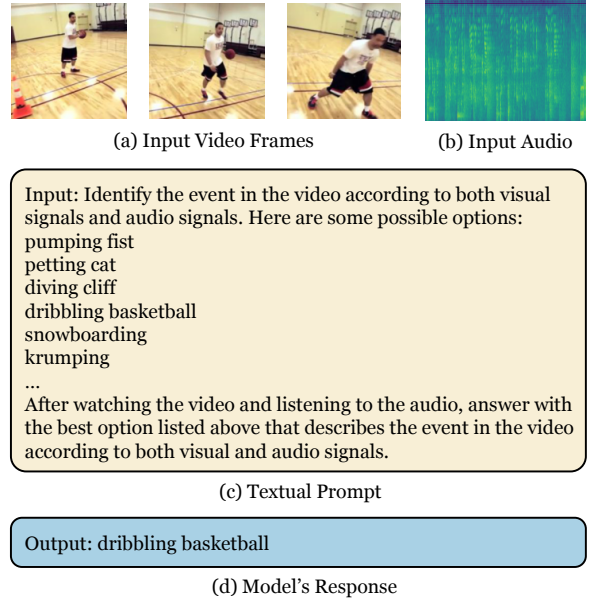 (a) Input Video Frames
(b) Input Audio
Input: Identify the event in the video according to both visual
signals and audio signals. Here are some possible options:
pumping fist
petting cat
diving cliff
dribbling basketball
snowboarding
krumping
...
After watching the video and listening to the audio, answer with
the best option listed above that describes the event in the video
according to both visual and audio signals.
(c) Textual Prompt
Output: dribbling basketball
(d) Model's Response